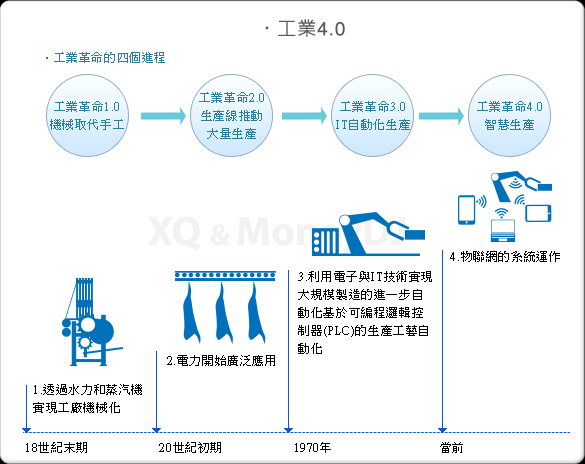 ·工業4.0
·工業革命的四個進程
工業革命1.0
機械取代手工
工業革命2.0
生產線推動
大量生產
工業革命3.0
IT自動化生產
工業革命4.0
智慧生產
XQ & MoneyDJ
4.物聯網的系統運作
3.利用電子與IT技術實現
大規模製造的進一步自
動化基於可編程邏輯控
制器(PLC)的生產工藝自
動化
2.電力開始廣泛應用
1.透過水力和蒸汽機
實現工廠機械化
18世紀末期
20世紀初期
1970年
當前